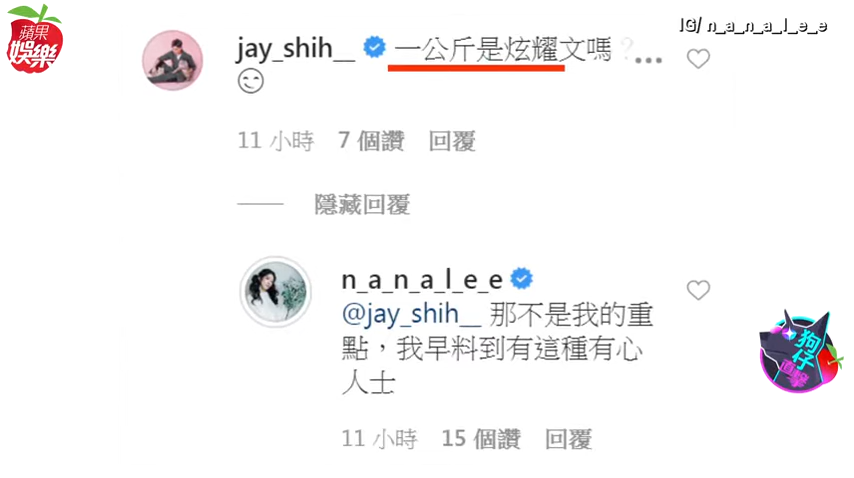 蘋果
娛樂
IG/ n_a_n_a_l_e_e
jay_shih__ 一公斤是炫耀文嗎?...
11 小時 7 個讚 回覆
隱藏回覆
n_a_n_a_l_e_e
@jay_shih__ 那不是我的重
點，我早料到有這種有心
人士
11 小時 15 個讚 回覆
狗仔
直擊